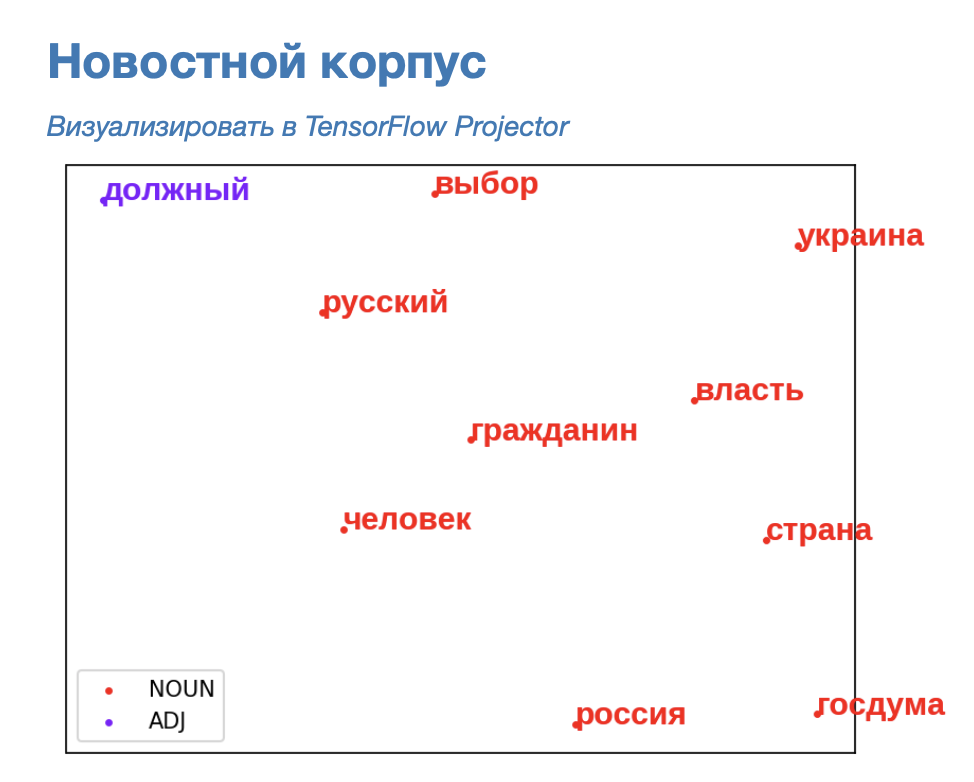 Новостной корпус
Визуализировать в TensorFlow Projector
должный
выбор
украина
русский
власть
гражданин
человек
страна
россия
госдума
NOUN
ADJ